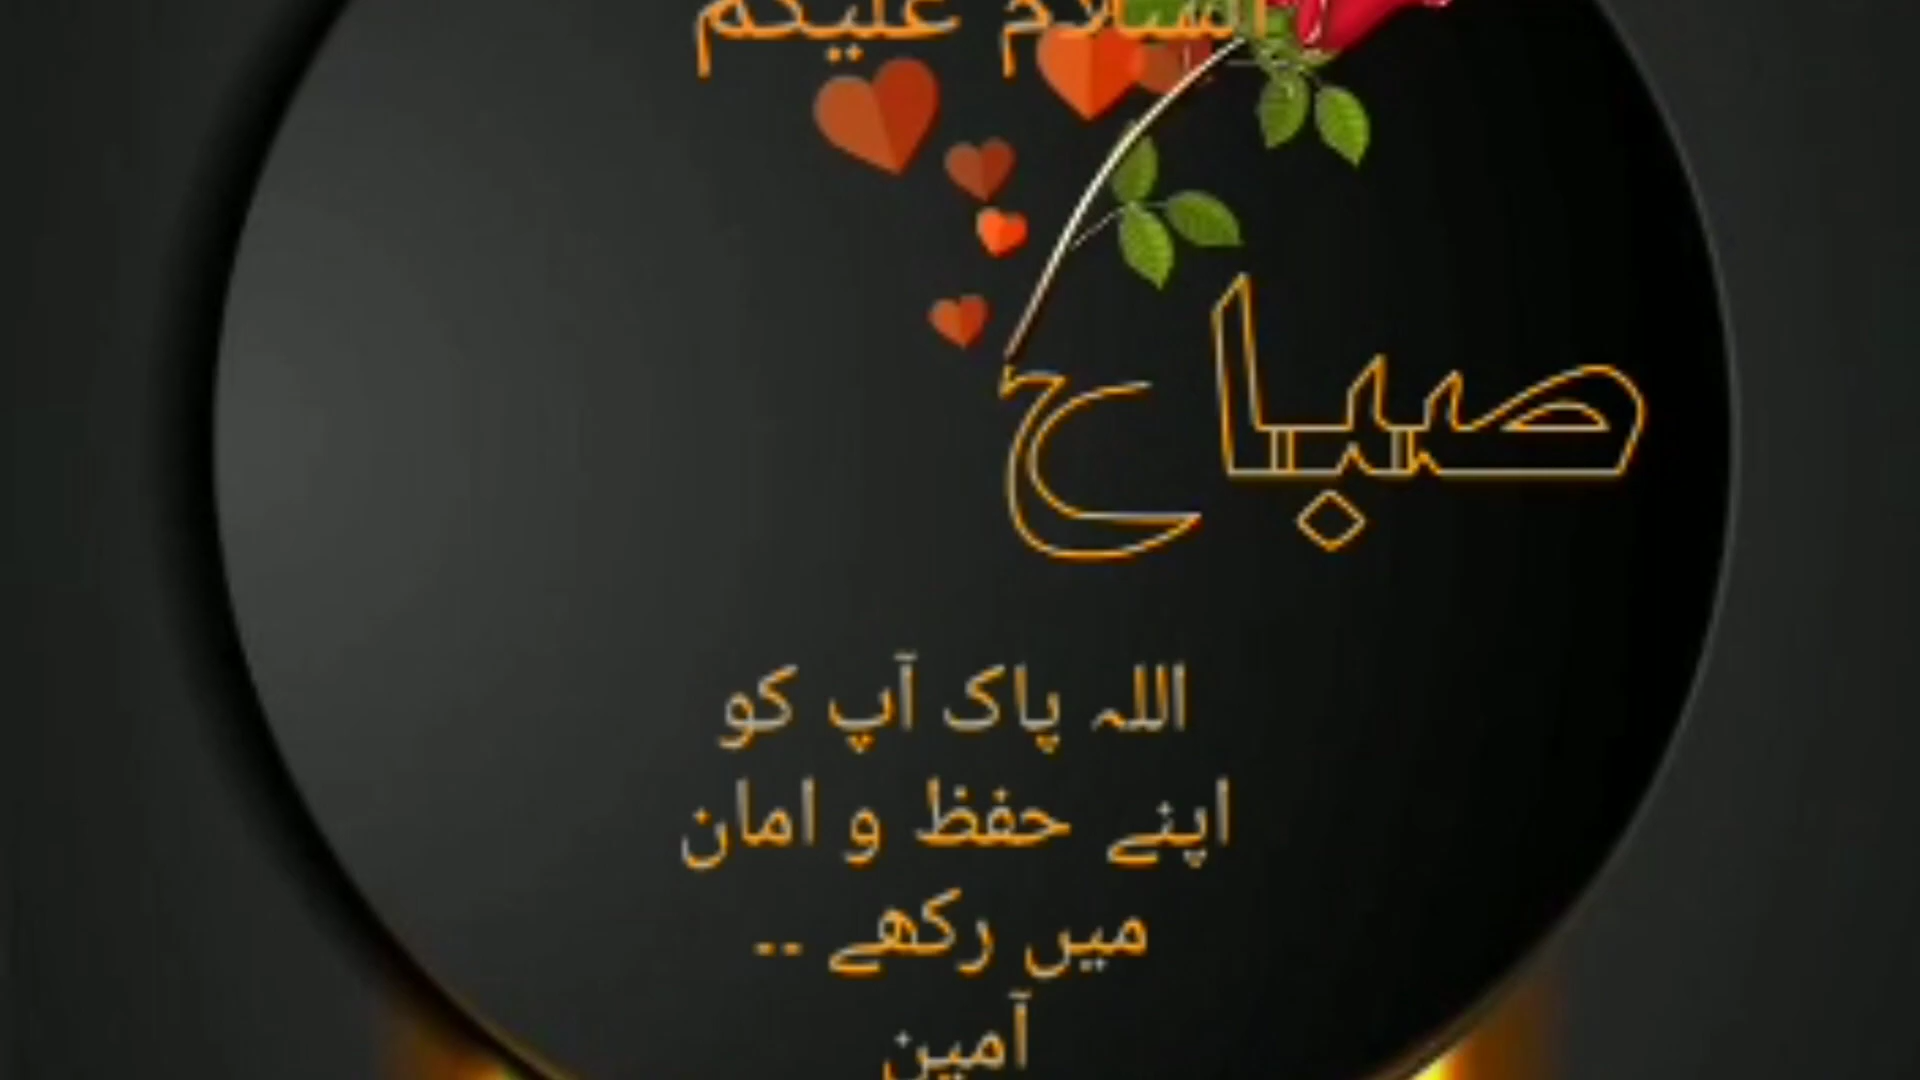 السلام علیکم
صباح
اللہ پاک آپ کو
اپنے حفظ و امان
میں رکھے --
آمین